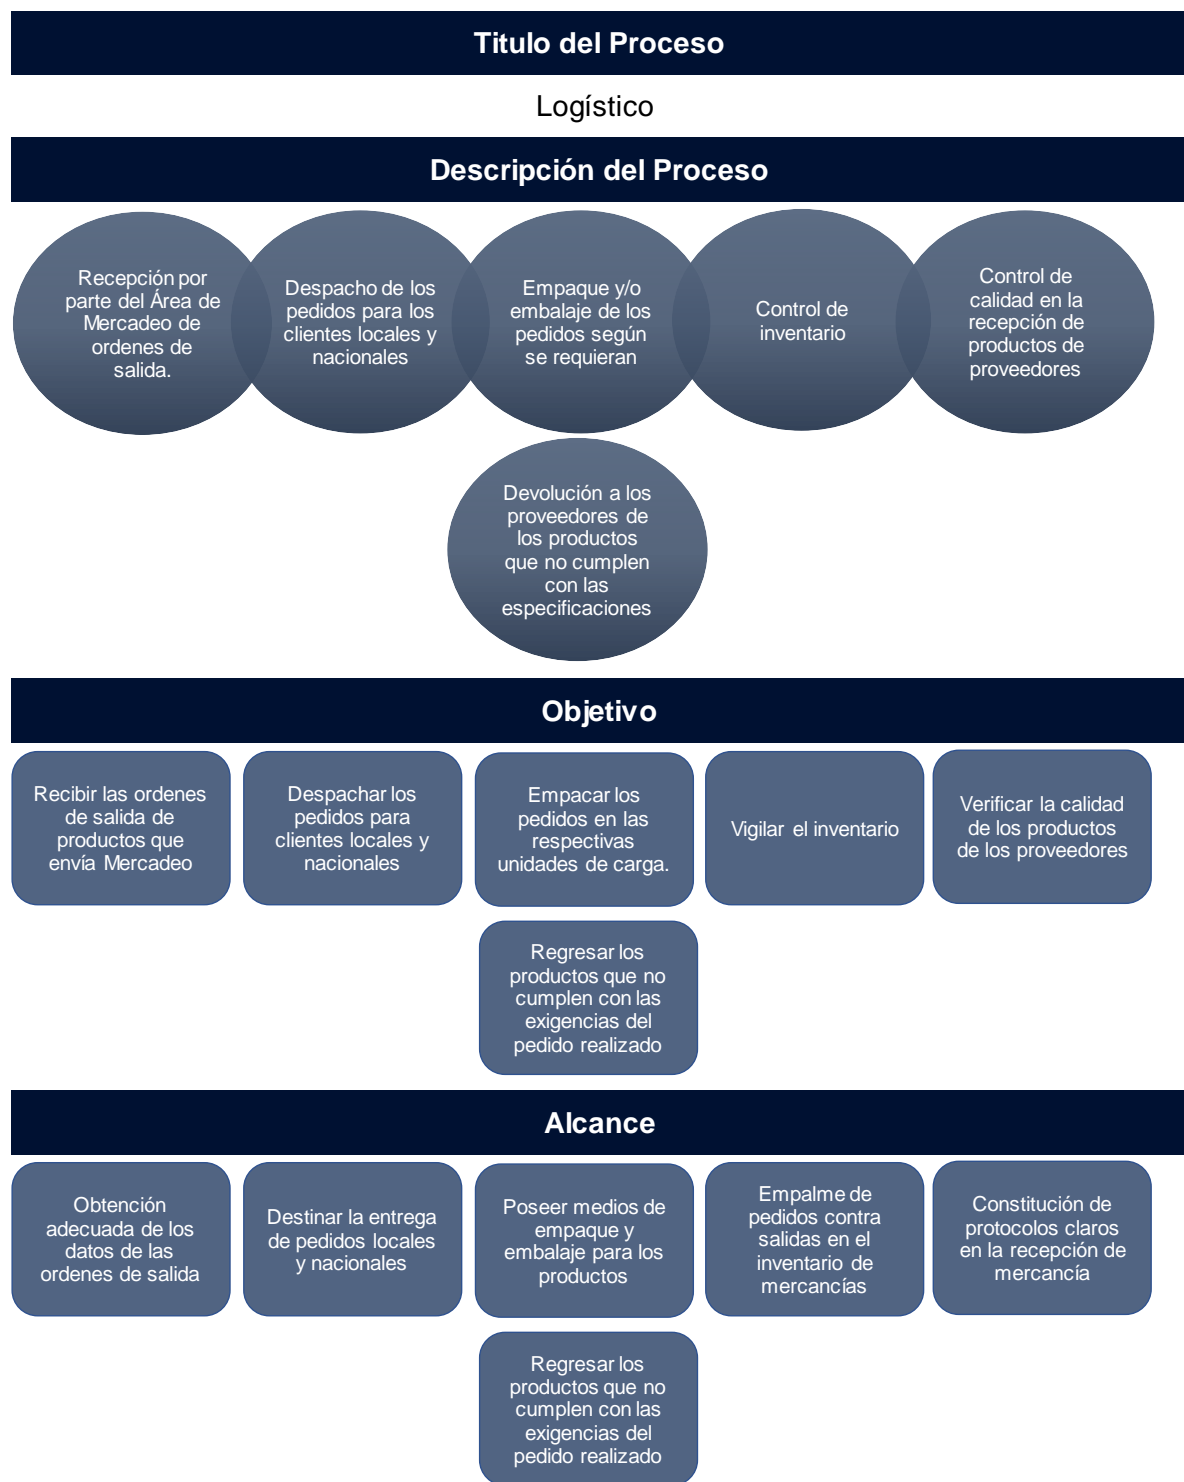 Titulo del Proceso
Logístico
Descripción del Proceso
Recepción por
parte del Área de
Mercadeo de
ordenes de
salida.
Despacho de los
pedidos para los
clientes locales y
nacionales
Empaque y/o
embalaje de los
pedidos según
se requieran
Control de
inventario
Control de
calidad en la
recepción de
productos de
proveedores
Devolución a los
proveedores de
los productos
que no cumplen
con las
especificaciones
Objetivo
Recibir las ordenes
de salida de
productos que
envía Mercadeo
Despachar los
pedidos para
clientes locales y
nacionales
Empacar los
pedidos en las
respectivas
unidades de carga.
Vigilar el inventario
Verificar la calidad
de los productos
de los proveedores
Regresar los
productos que no
cumplen con las
exigencias del
pedido realizado
Alcance
Obtención
adecuada de los
datos de las
ordenes de salida
Destinar la entrega
de pedidos locales
y nacionales
Poseer medios de
empaque y
embalaje para los
productos
Empalme de
pedidos contra
salidas en el
inventario de
mercancías
Constitución de
protocolos claros
en la recepción de
mercancía
Regresar los
productos que no
cumplen con las
exigencias del
pedido realizado